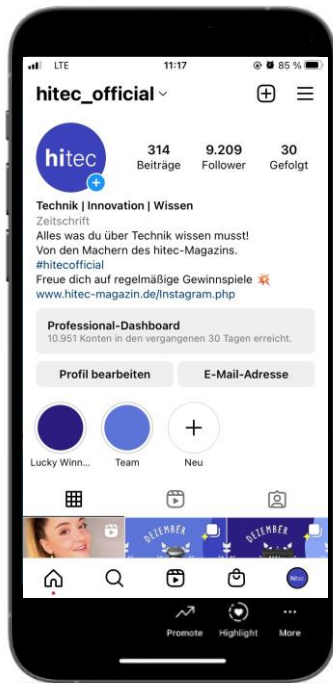 LTE 11:17 85 %
hitec_official
hitec
314 9.209 30
Beiträge Follower Gefolgt
Technik | Innovation | Wissen
Zeitschrift
Alles was du über Technik wissen musst!
Von den Machern des hitec-Magazins.
#hitecofficial
Freue dich auf regelmäßige Gewinnspiele
www.hitec-magazin.de/Instagram.php
Professional-Dashboard
10.951 Konten in den vergangenen 30 Tagen erreicht.
Profil bearbeiten E-Mail-Adresse
Lucky Winn... Team Neu
DEZEMBER DEZEMBER
hitec
Promote Highlight More